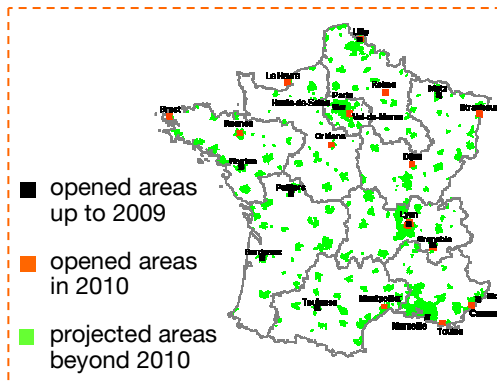 Lille
Le Havre
Reims
Metz
Paris
Hauts-de-Seine
Val-de-Marne
Strasbourg
Brest
Rennes
Orléans
Nantes
Dijon
Poitiers
Lyon
Grenoble
Bordeaux
Toulouse
Montpellier
Nice
Cannes
Marseille
Toulon
opened areas
up to 2009
opened areas
in 2010
projected areas
beyond 2010